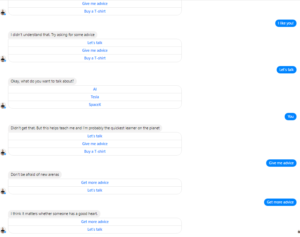 Give me advice
Buy a T-shirt
I like you!
I don't understand that. Try asking for some advice.
Let's talk
Give me advice
Buy a T-shirt
Let's talk
Okay, what do you want to talk about?
AI
Tesla
SpaceX
You
Didn't get that. But this helps teach me and I'm probably the quickest learner on the planet.
Let's talk
Give me advice
Buy a T-shirt
Give me advice
Don't be afraid of new arenas.
Get more advice
Let's talk
Get more advice
I think it matters whether someone has a good heart.
Get more advice
Let's talk